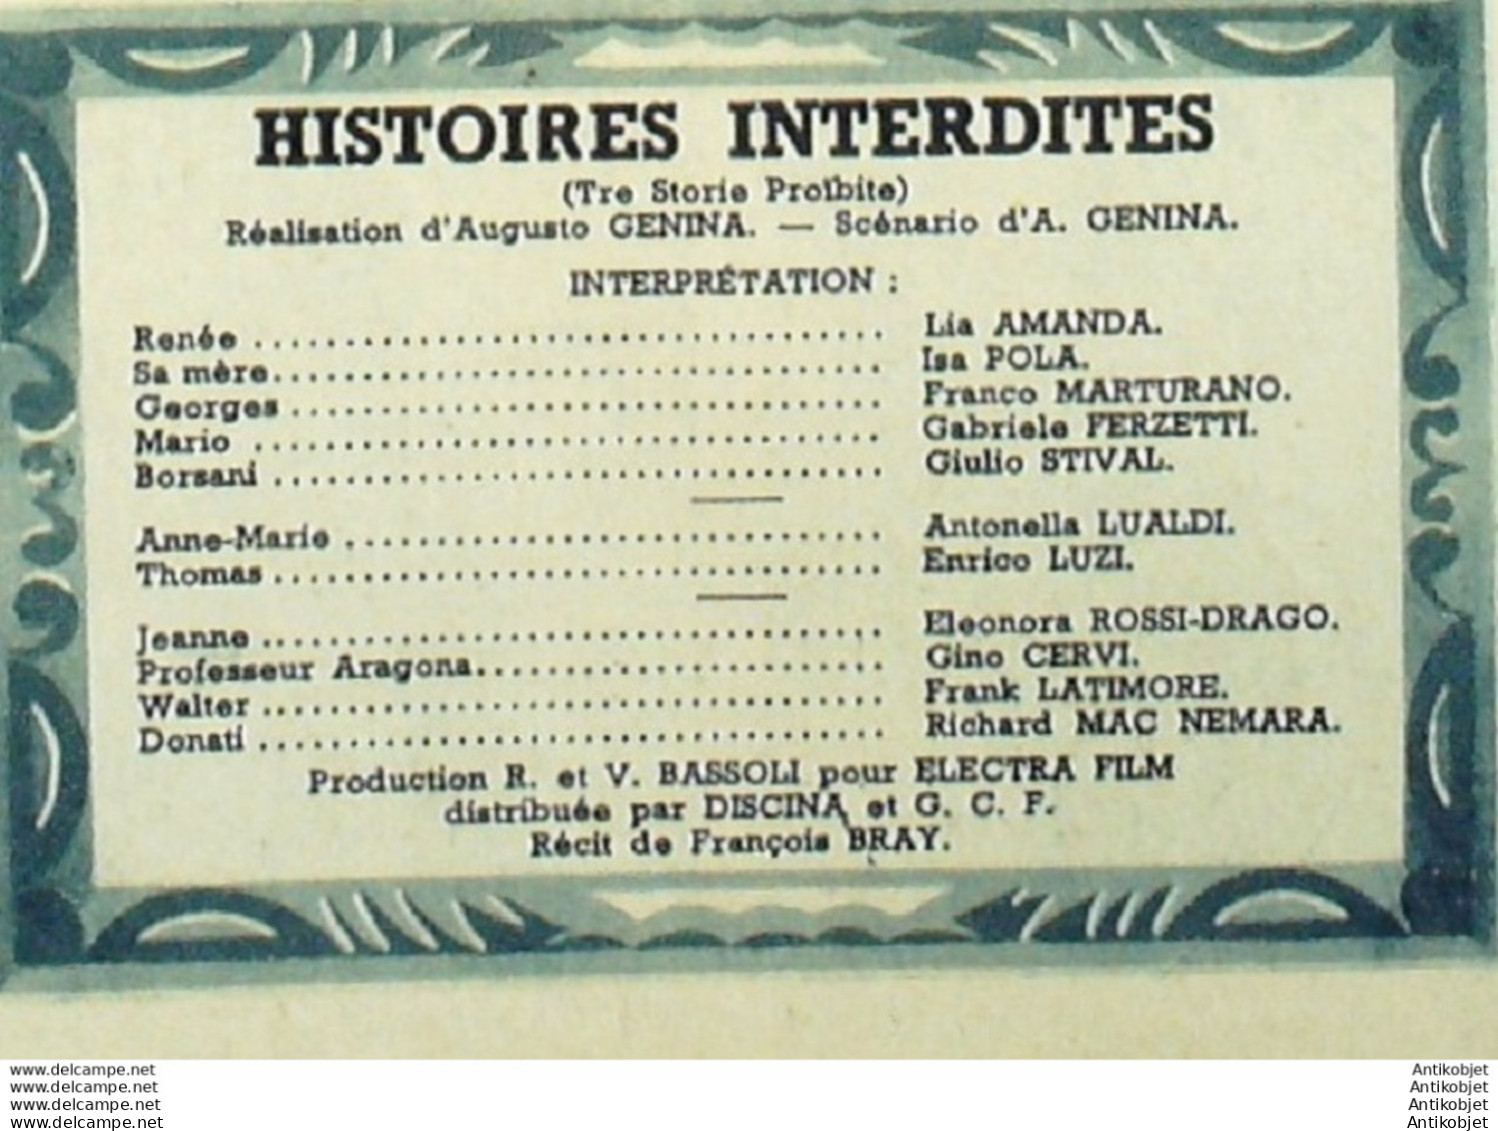 HISTOIRES INTERDITES
(Tre Storie Proïbite)
Réalisation d'Augusto GENINA. — Scénario d'A. GENINA.
INTERPRÉTATION :
Renée .................................. Lia AMANDA.
Sa mère.................................. Isa POLA.
Georges ................................. Franco MARTURANO.
Mario ................................... Gabriele FERZETTI.
Borsani .................................. Giulio STIVAL.
Anne-Marie .............................. Antonella LUALDI.
Thomas .................................. Enrico LUZI.
Jeanne .................................. Eleonora ROSSI-DRAGO.
Professeur Aragona....................... Gino CERVI.
Walter .................................. Frank LATIMORE.
Donati .................................. Richard MAC NEMARA.
Production R. et V. BASSOLI pour ELECTRA FILM
distribuée par DISCINA et G. C. F.
Récit de François BRAY.
www.delcampe.net Antikobjet
www.delcampe.net Antikobjet
www.delcampe.net Antikobjet
www.delcampe.net Antikobjet